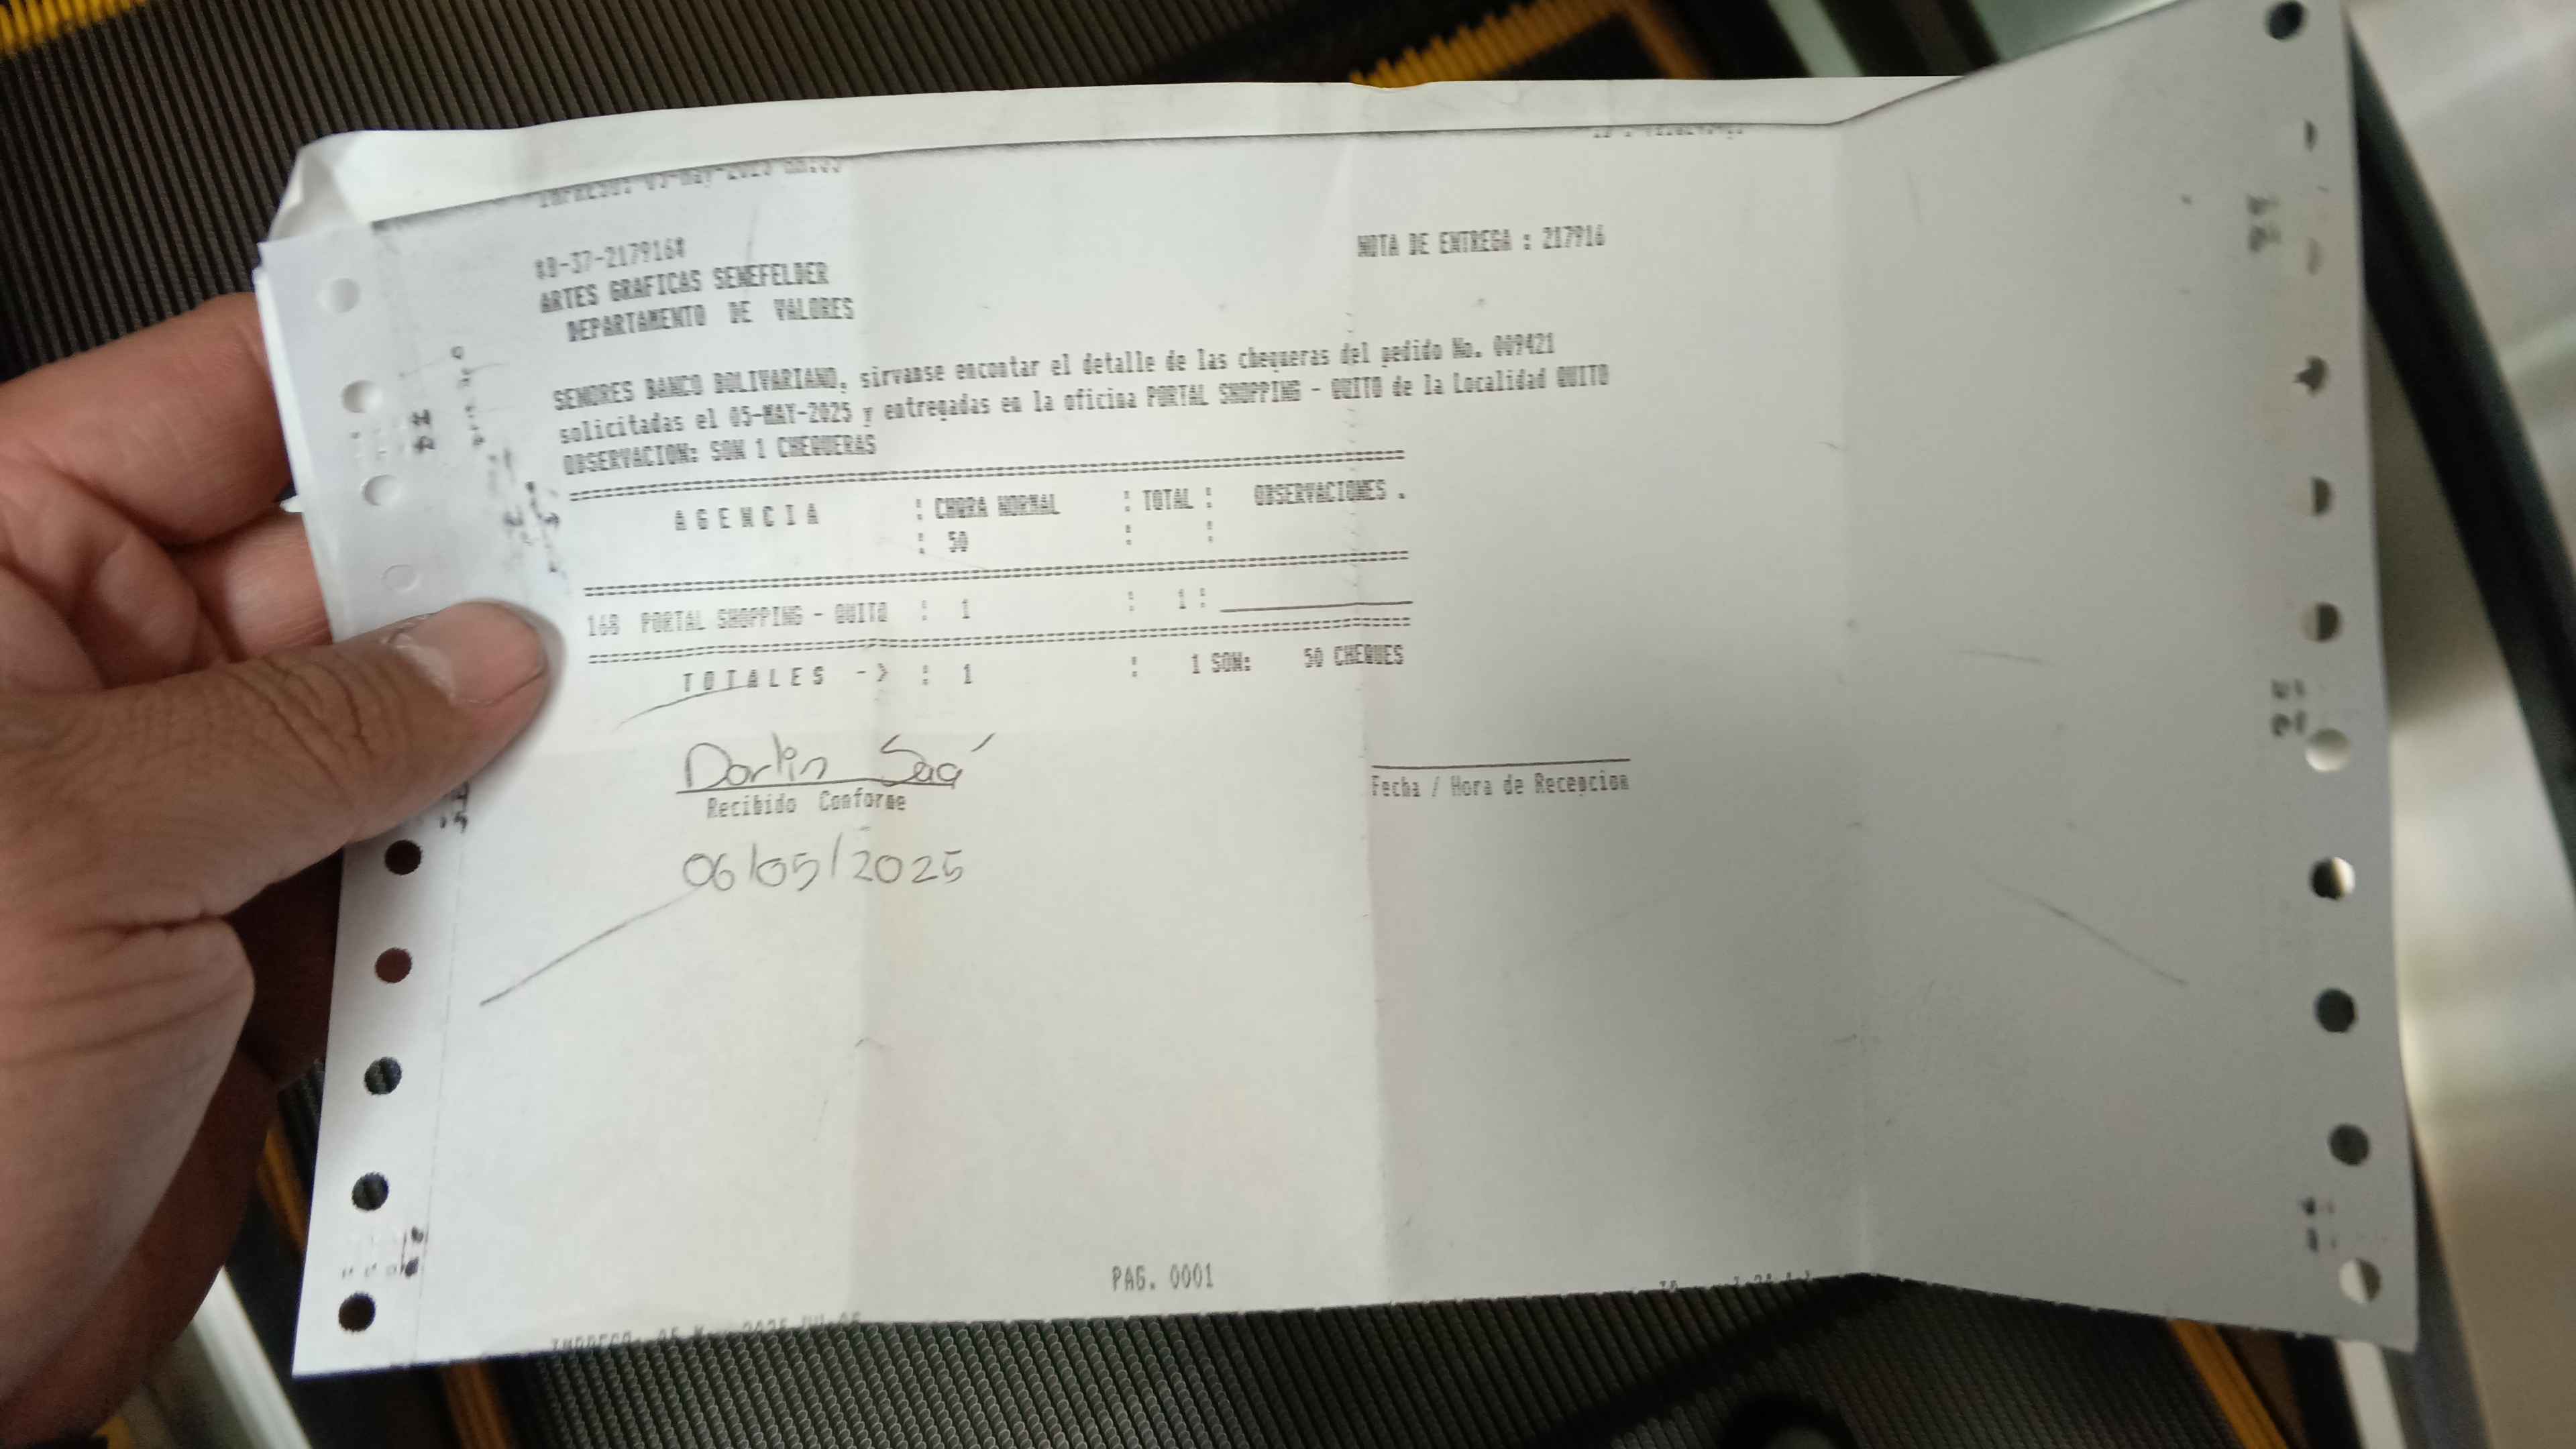 NOTA DE ENTREGA : 217916
*B-37-217916*
ARTES GRAFICAS SENEFELDER
DEPARTAMENTO DE VALORES
SENORES BANCO BOLIVARIANO, sirvanse encontar el detalle de las chequeras del pedido No. 009421
solicitadas el 05-MAY-2025 y entregadas en la oficina PORTAL SHOPPING - QUITO de la Localidad QUITO
OBSERVACION: SON 1 CHEQUERAS
A G E N C I A : CHQRA NORMAL : TOTAL : OBSERVACIONES .
: 50 : :
168 PORTAL SHOPPING - QUITO : 1 : 1 :
T O T A L E S -> : 1 : 1 SON: 50 CHEQUES
Darlin
Recibido Conforme
Fecha / Hora de Recepcion
06/05/2025
PAG. 0001